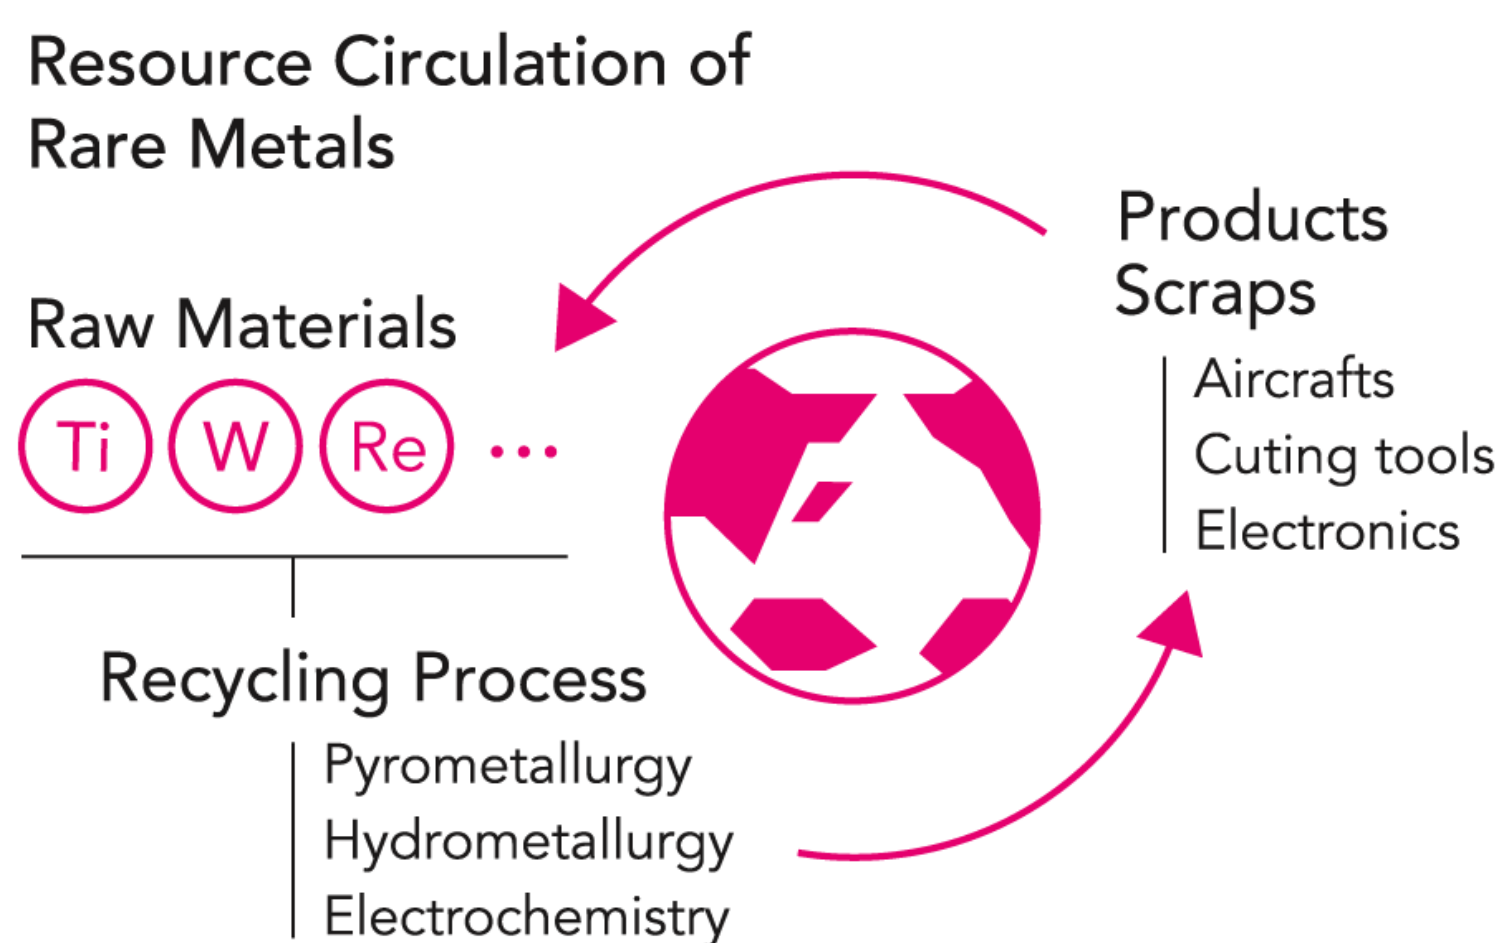 Resource Circulation of
Rare Metals
Raw Materials
Ti W Re ...
Recycling Process
Pyrometallurgy
Hydrometallurgy
Electrochemistry
Products
Scraps
Aircrafts
Cuting tools
Electronics